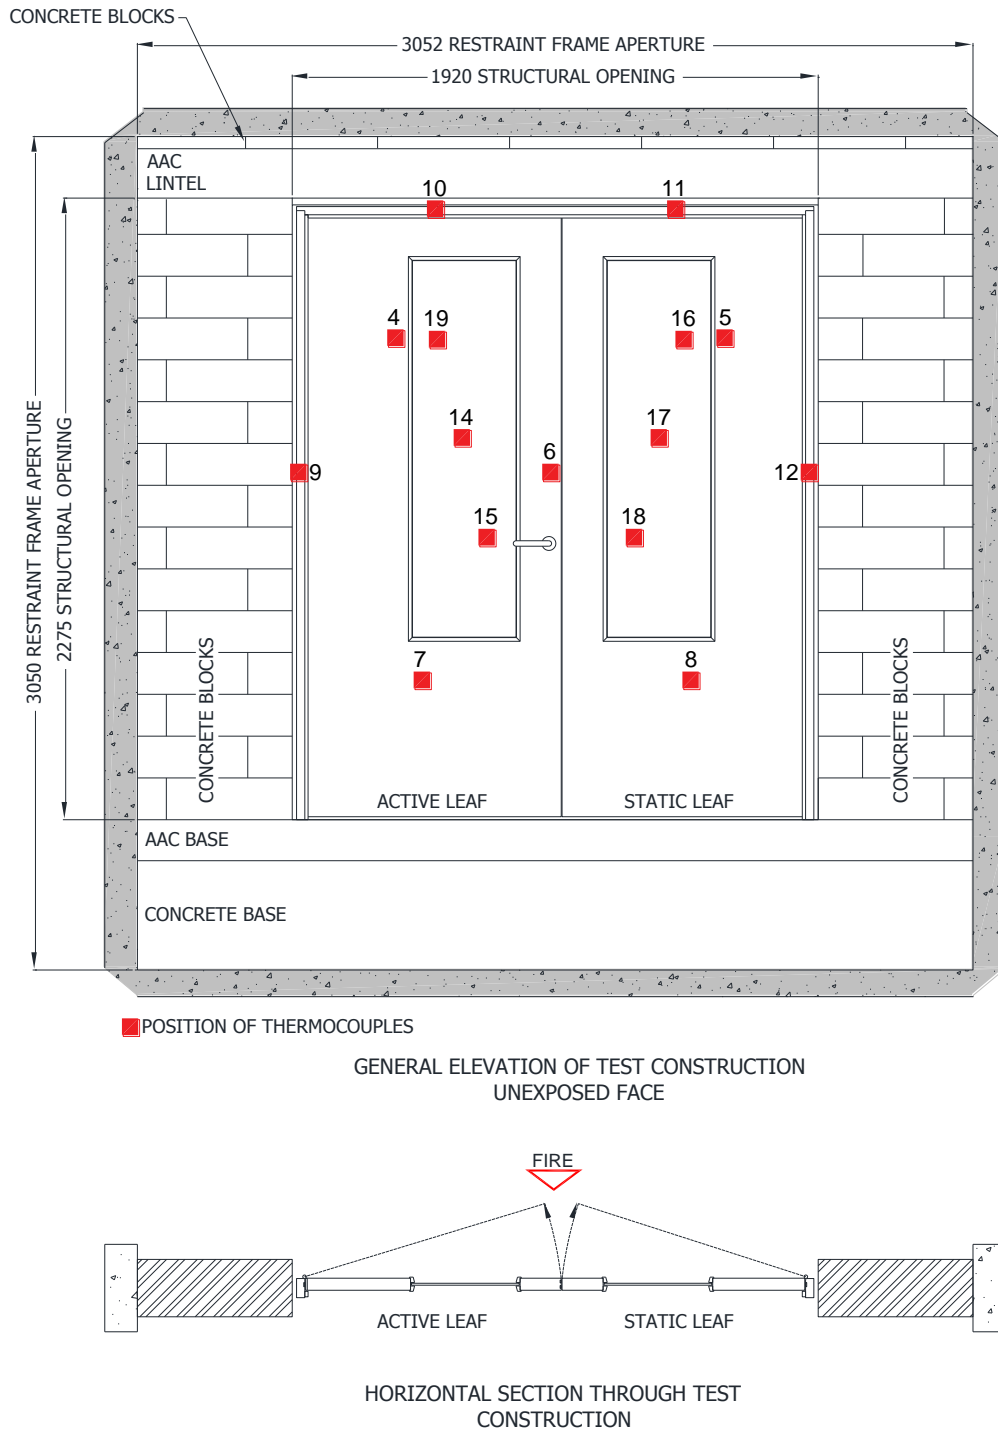 CONCRETE BLOCKS
3052 RESTRAINT FRAME APERTURE
1920 STRUCTURAL OPENING
AAC
LINTEL
10
11
4
19
16
5
14
17
6
9
12
15
18
7
8
3050 RESTRAINT FRAME APERTURE
2275 STRUCTURAL OPENING
CONCRETE BLOCKS
CONCRETE BLOCKS
ACTIVE LEAF
STATIC LEAF
AAC BASE
CONCRETE BASE
POSITION OF THERMOCOUPLES
GENERAL ELEVATION OF TEST CONSTRUCTION
UNEXPOSED FACE
FIRE
ACTIVE LEAF
STATIC LEAF
HORIZONTAL SECTION THROUGH TEST
CONSTRUCTION